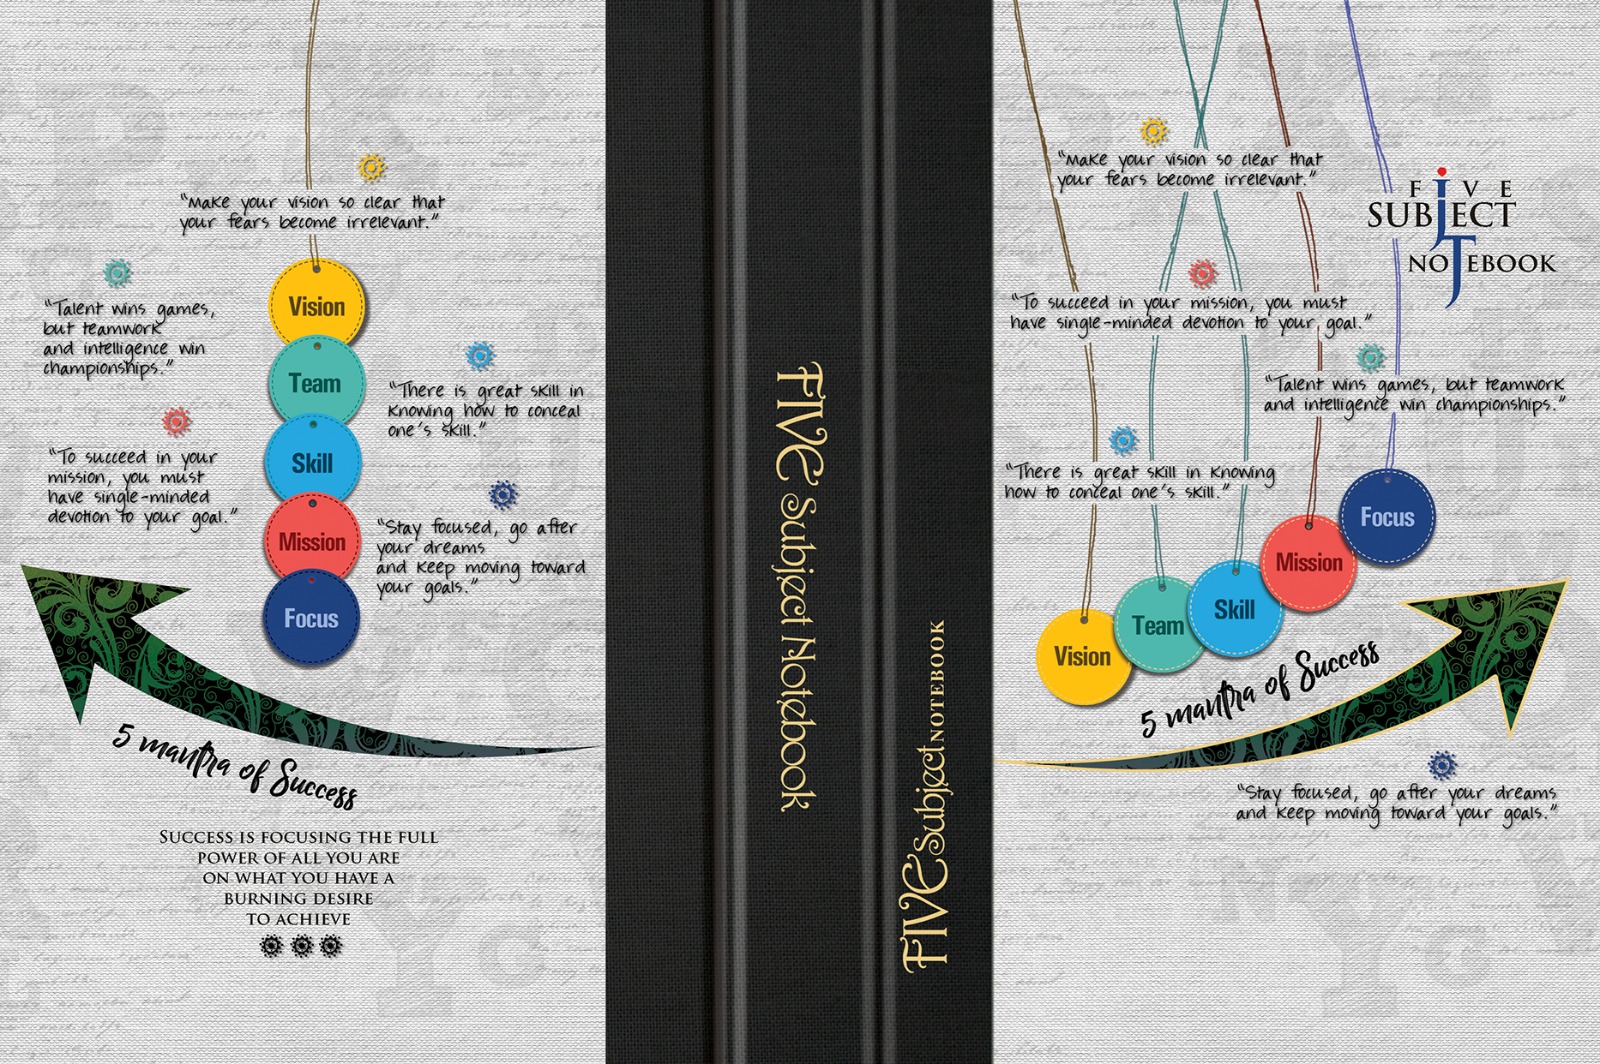 "Make your vision so clear that
your fears become irrelevant."
"Talent wins games,
but teamwork
and intelligence win
championships."
"There is great skill in
knowing how to conceal
one's skill."
"To succeed in your
mission, you must
have single-minded
devotion to your goal."
"Stay focused, go after
your dreams
and keep moving toward
your goals."
Vision
Team
Skill
Mission
Focus
5 mantra of Success
SUCCESS IS FOCUSING THE FULL
POWER OF ALL YOU ARE
ON WHAT YOU HAVE A
BURNING DESIRE
TO ACHIEVE
FIVE Subject Notebook
FIVE Subject NOTEBOOK
"Make your vision so clear that
your fears become irrelevant."
FIVE
SUBJECT
NOTEBOOK
"To succeed in your mission, you must
have single-minded devotion to your goal."
"Talent wins games, but teamwork
and intelligence win championships."
"There is great skill in knowing
how to conceal one's skill."
Focus
Mission
Skill
Team
Vision
5 mantra of Success
"Stay focused, go after your dreams
and keep moving toward your goals."